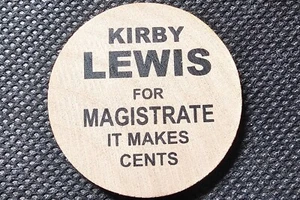 KIRBY
LEWIS
FOR
MAGISTRATE
IT MAKES
CENTS